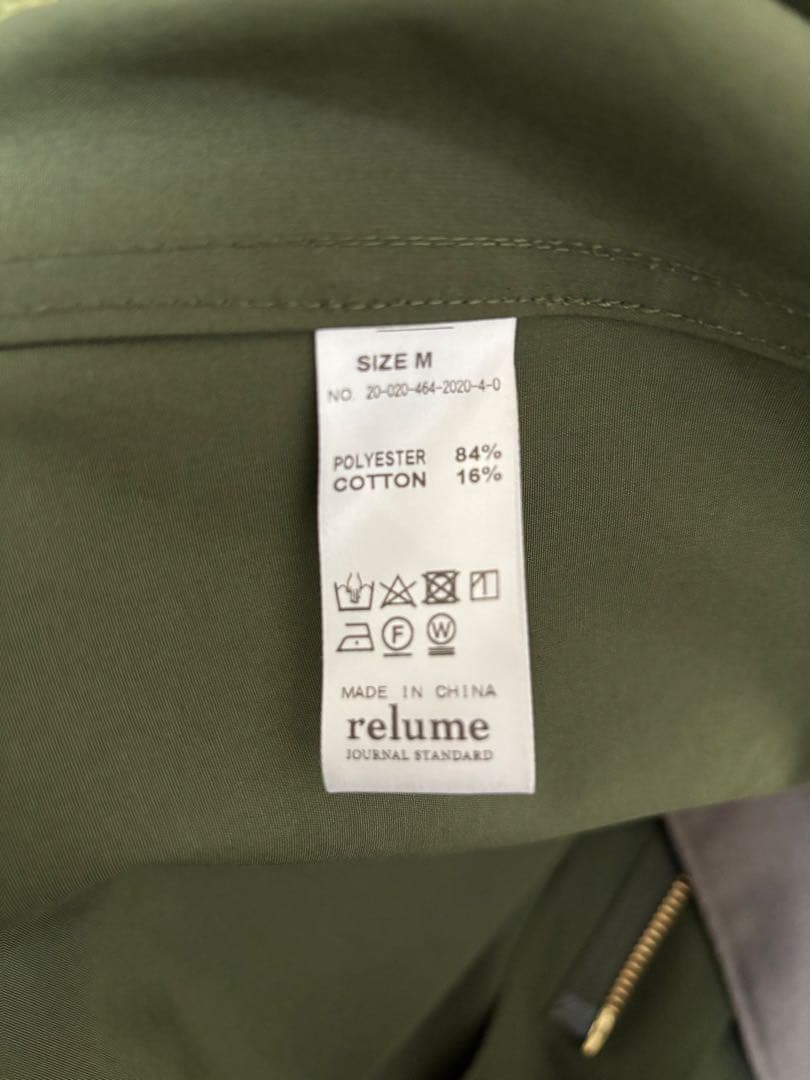 SIZE M
NO. 20-020-464-2020-4-0
POLYESTER 84%
COTTON 16%
F W
MADE IN CHINA
relume
JOURNAL STANDARD